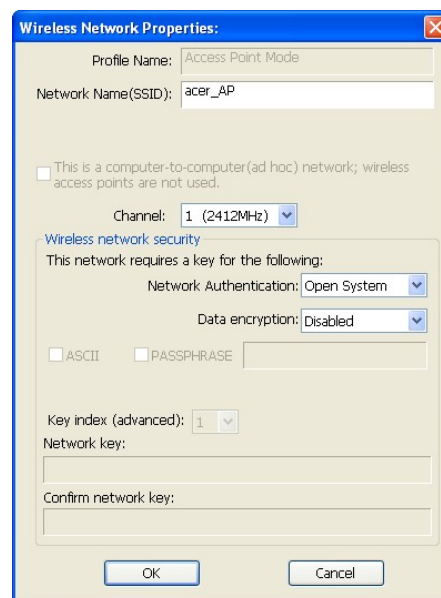 Wireless Network Properties:
Profile Name: Access Point Mode
Network Name(SSID): acer_AP
This is a computer-to-computer(ad hoc) network; wireless
access points are not used.
Channel: 1 (2412MHz)
Wireless network security
This network requires a key for the following:
Network Authentication: Open System
Data encryption: Disabled
ASCII PASSPHRASE
Key index (advanced): 1
Network key:
Confirm network key:
OK Cancel